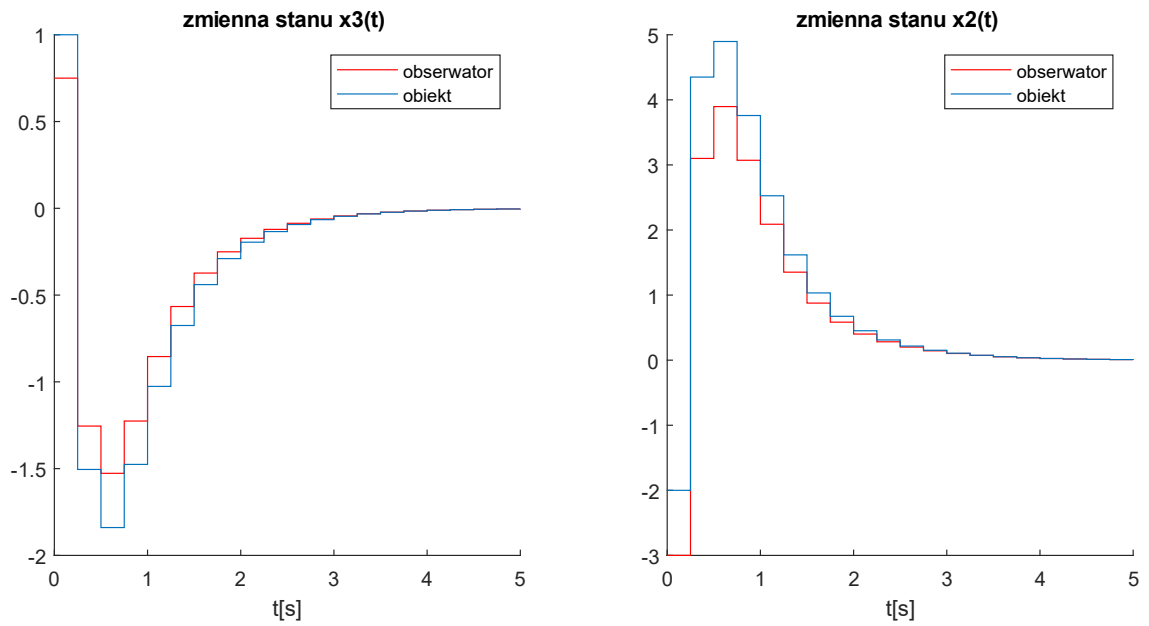 zmienna stanu x3(t)
1
0.5
0
-0.5
-1
-1.5
-2
obserwator
obiekt
0 1 2 3 4 5
t[s]
zmienna stanu x2(t)
5
4
3
2
1
0
-1
-2
-3
obserwator
obiekt
0 1 2 3 4 5
t[s]